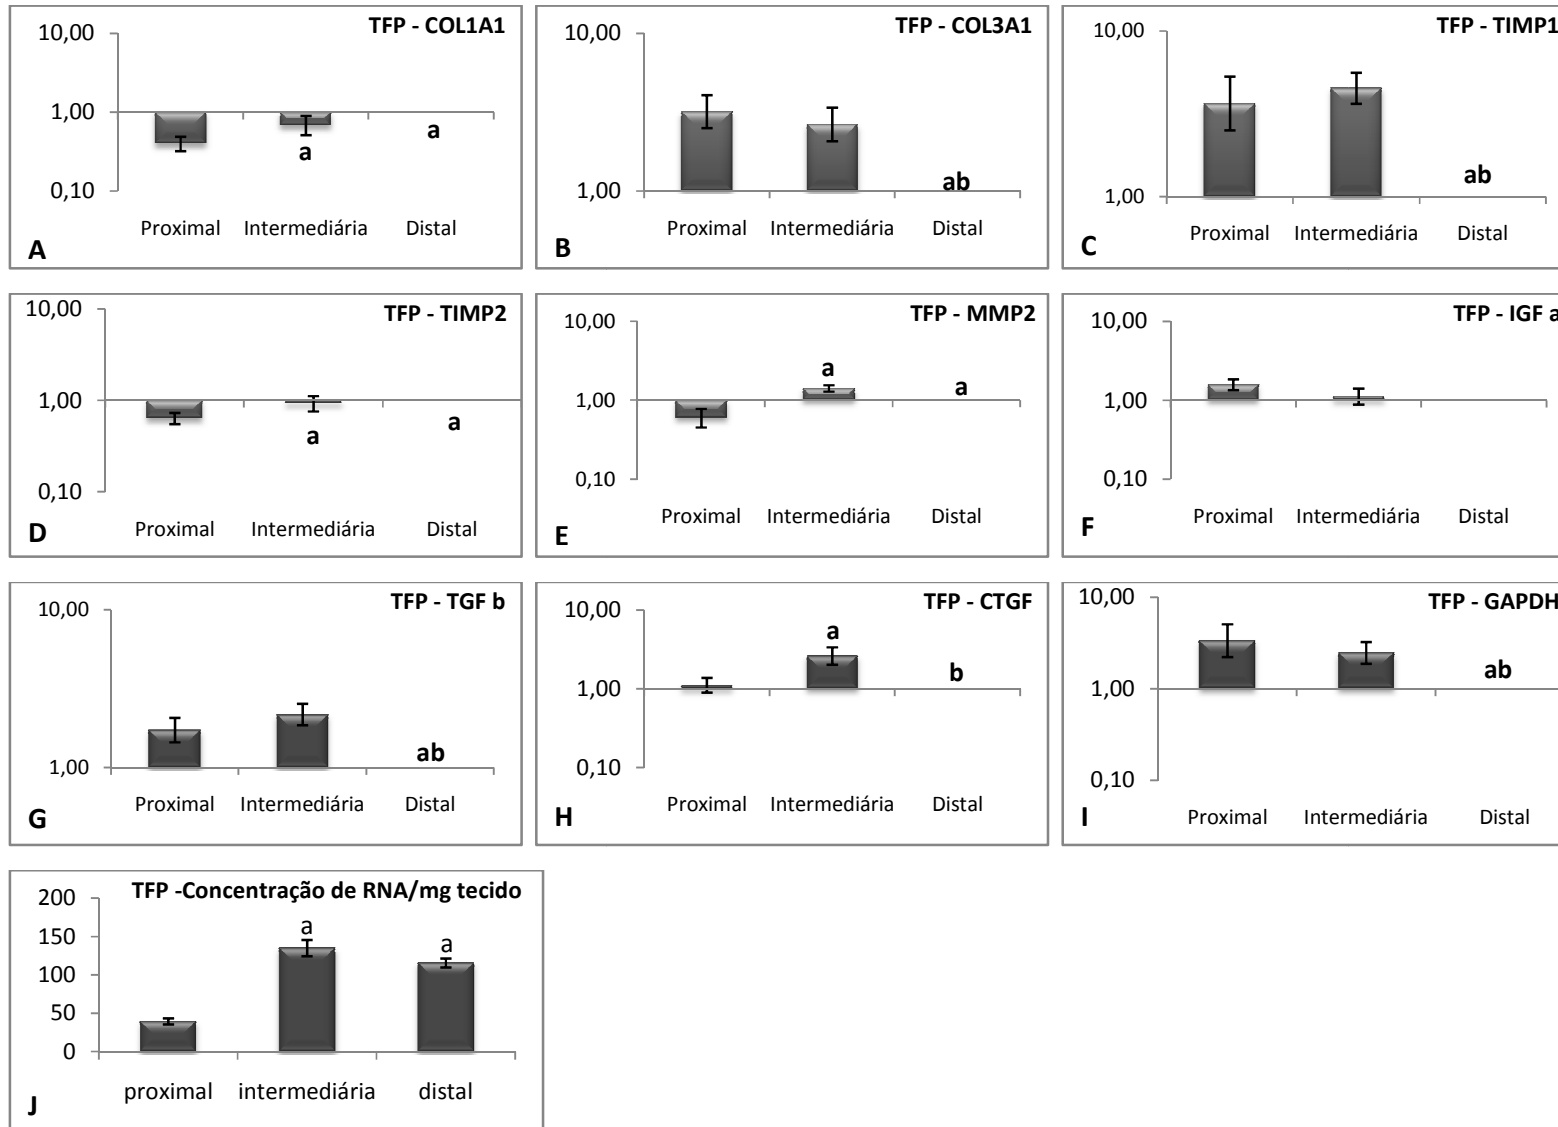 TFP - COL1A1
10,00
1,00
0,10
a
a
Proximal Intermediária Distal
A
TFP - COL3A1
10,00
1,00
ab
Proximal Intermediária Distal
B
TFP - TIMP1
10,00
1,00
ab
Proximal Intermediária Distal
C
TFP - TIMP2
10,00
1,00
0,10
a
a
Proximal Intermediária Distal
D
TFP - MMP2
10,00
1,00
0,10
a
a
Proximal Intermediária Distal
E
TFP - IGF a
10,00
1,00
0,10
Proximal Intermediária Distal
F
TFP - TGF b
10,00
1,00
ab
Proximal Intermediária Distal
G
TFP - CTGF
10,00
1,00
0,10
a
b
Proximal Intermediária Distal
H
TFP - GAPDH
10,00
1,00
0,10
ab
Proximal Intermediária Distal
I
TFP -Concentração de RNA/mg tecido
200
150
100
50
0
a
a
proximal intermediária distal
J